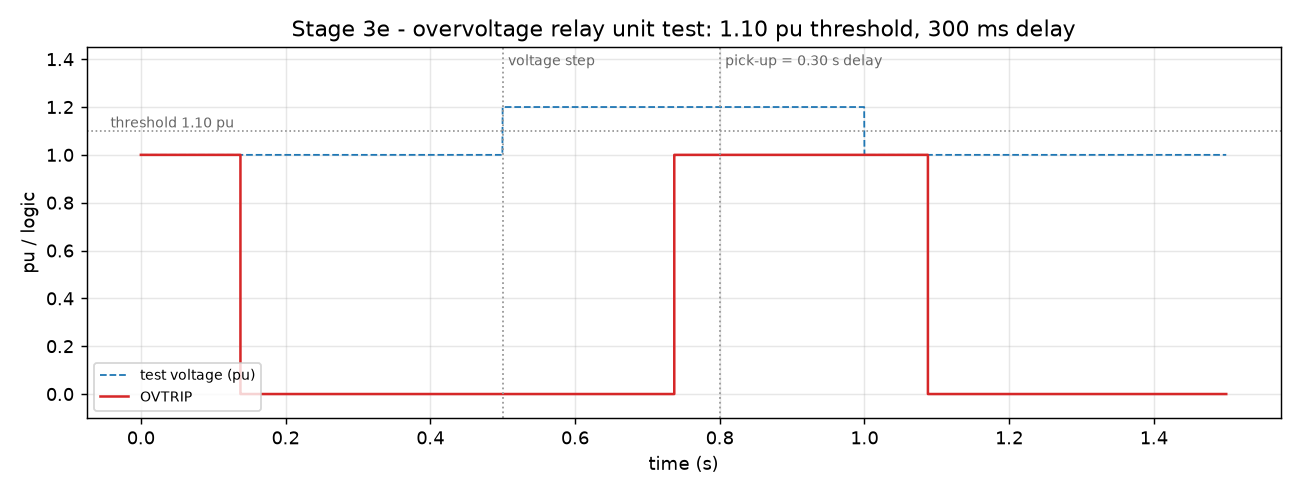 Stage 3e - overvoltage relay unit test: 1.10 pu threshold, 300 ms delay
voltage step
pick-up = 0.30 s delay
threshold 1.10 pu
1.4
1.2
1.0
0.8
0.6
0.4
0.2
0.0
pu / logic
test voltage (pu)
OVTRIP
0.0 0.2 0.4 0.6 0.8 1.0 1.2 1.4
time (s)